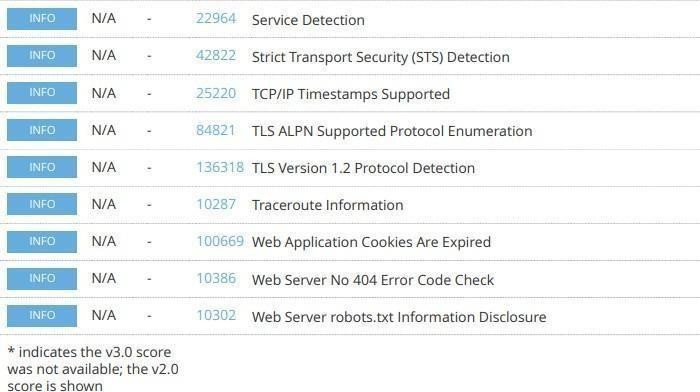 INFO N/A - 22964 Service Detection
INFO N/A - 42822 Strict Transport Security (STS) Detection
INFO N/A - 25220 TCP/IP Timestamps Supported
INFO N/A - 84821 TLS ALPN Supported Protocol Enumeration
INFO N/A - 136318 TLS Version 1.2 Protocol Detection
INFO N/A - 10287 Traceroute Information
INFO N/A - 100669 Web Application Cookies Are Expired
INFO N/A - 10386 Web Server No 404 Error Code Check
INFO N/A - 10302 Web Server robots.txt Information Disclosure
* indicates the v3.0 score
was not available; the v2.0
score is shown